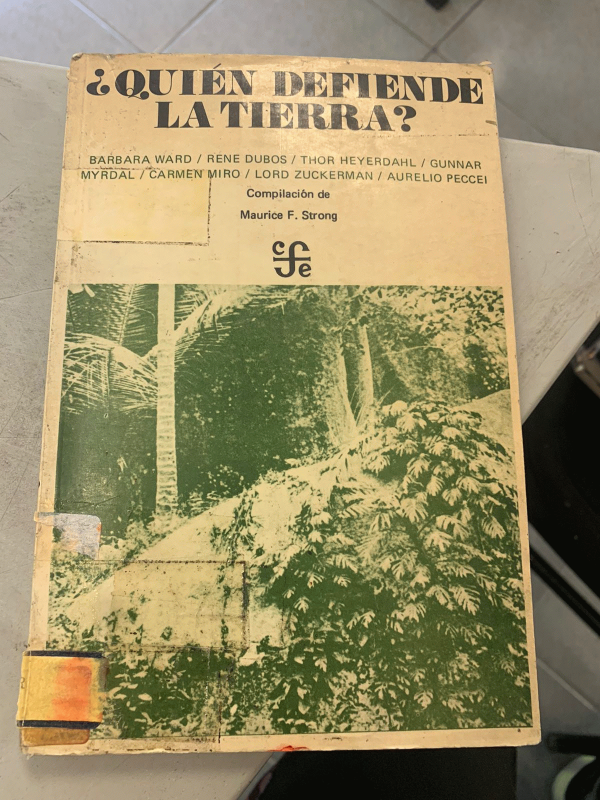 ¿QUIÉN DEFIENDE
LA TIERRA?
BARBARA WARD / RENE DUBOS / THOR HEYERDAHL / GUNNAR
MYRDAL / CARMEN MIRO / LORD ZUCKERMAN / AURELIO PECCEI
Compilación de
Maurice F. Strong
cfe